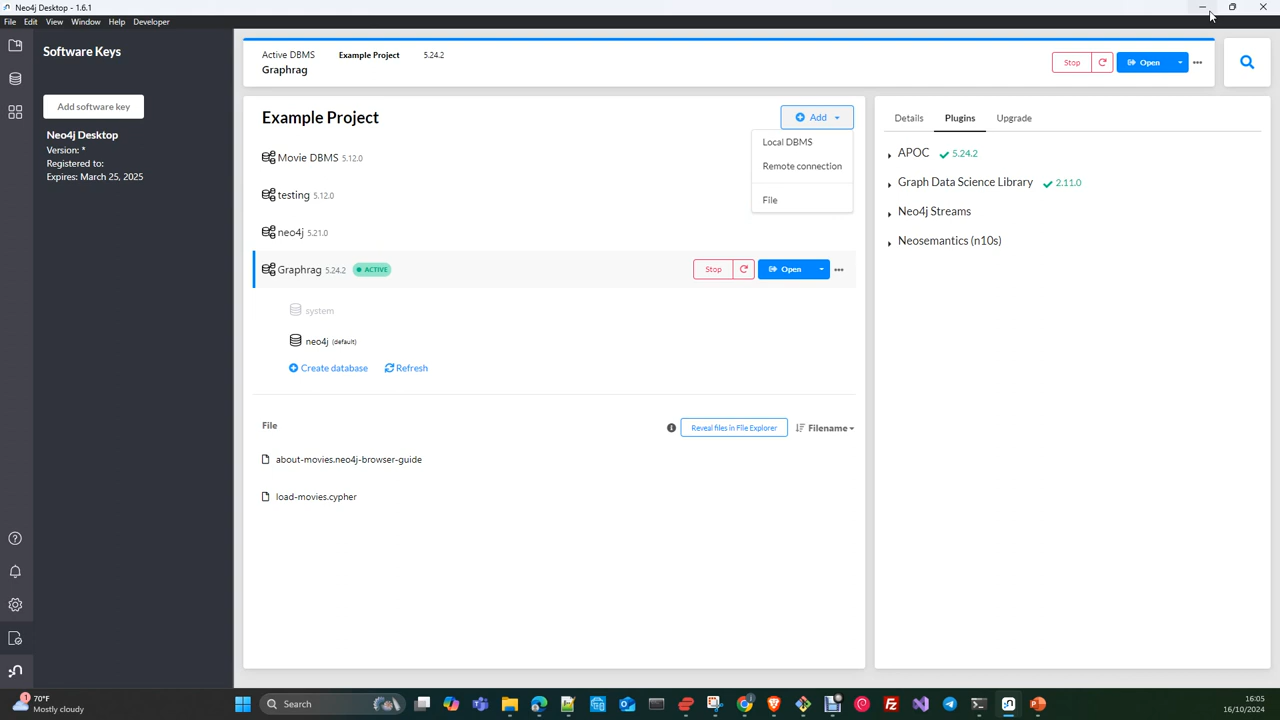 Neo4j Desktop - 1.6.1
File Edit View Window Help Developer
Software Keys
Add software key
Neo4j Desktop
Version: *
Registered to:
Expires: March 25, 2025
Active DBMS Example Project 5.24.2
Graphrag
Stop
Open
Example Project
Add
Local DBMS
Remote connection
File
Movie DBMS 5.12.0
testing 5.12.0
neo4j 5.21.0
Graphrag 5.24.2 ACTIVE
Stop
Open
system
neo4j (default)
Create database Refresh
File
Reveal files in File Explorer
Filename
about-movies.neo4j-browser-guide
load-movies.cypher
Details Plugins Upgrade
APOC 5.24.2
Graph Data Science Library 2.11.0
Neo4j Streams
Neosemantics (n10s)
1
70°F
Mostly cloudy
Search
16:05
16/10/2024